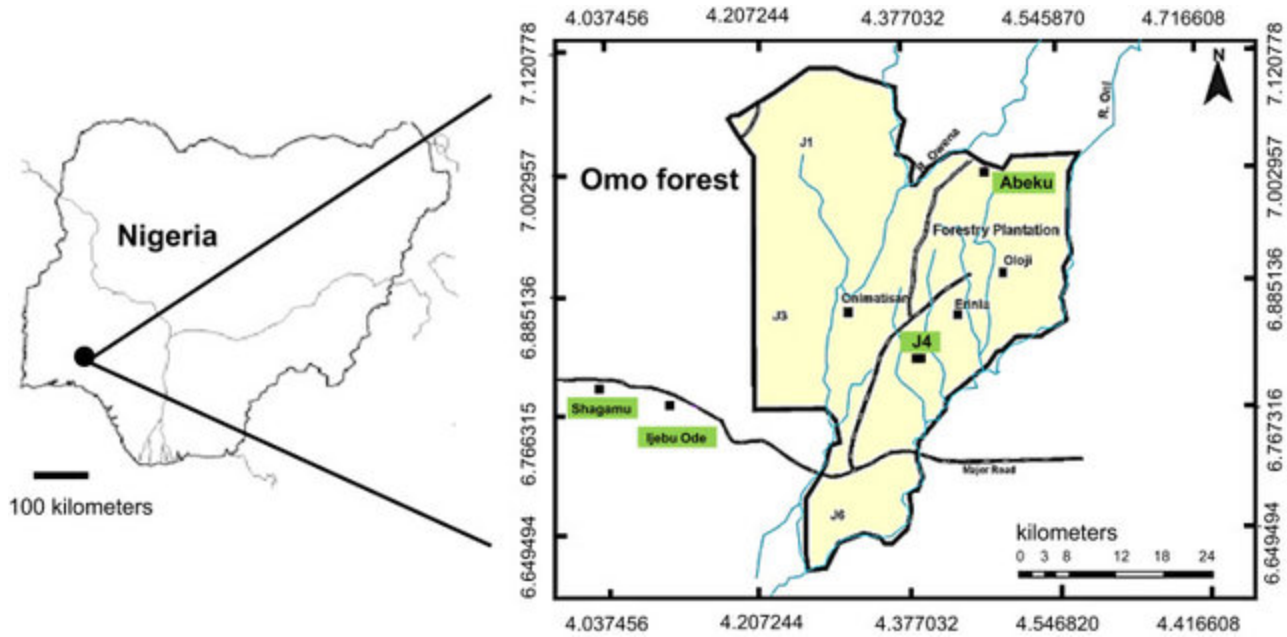 4.037456
4.207244
4.377032
4.545870
4.716608
7.120778
7.120778
N
R. Oni
J1
R. Owena
Omo forest
Abeku
7.002957
7.002957
Nigeria
Forestry Plantation
Oloji
6.885136
6.885136
Onimatisan
Ennia
J3
J4
Shagamu
Ijebu Ode
6.766315
6.767316
Major Road
100 kilometers
J6
6.649494
6.649494
kilometers
0 3 8 12 18 24
4.037456
4.207244
4.377032
4.546820
4.416608